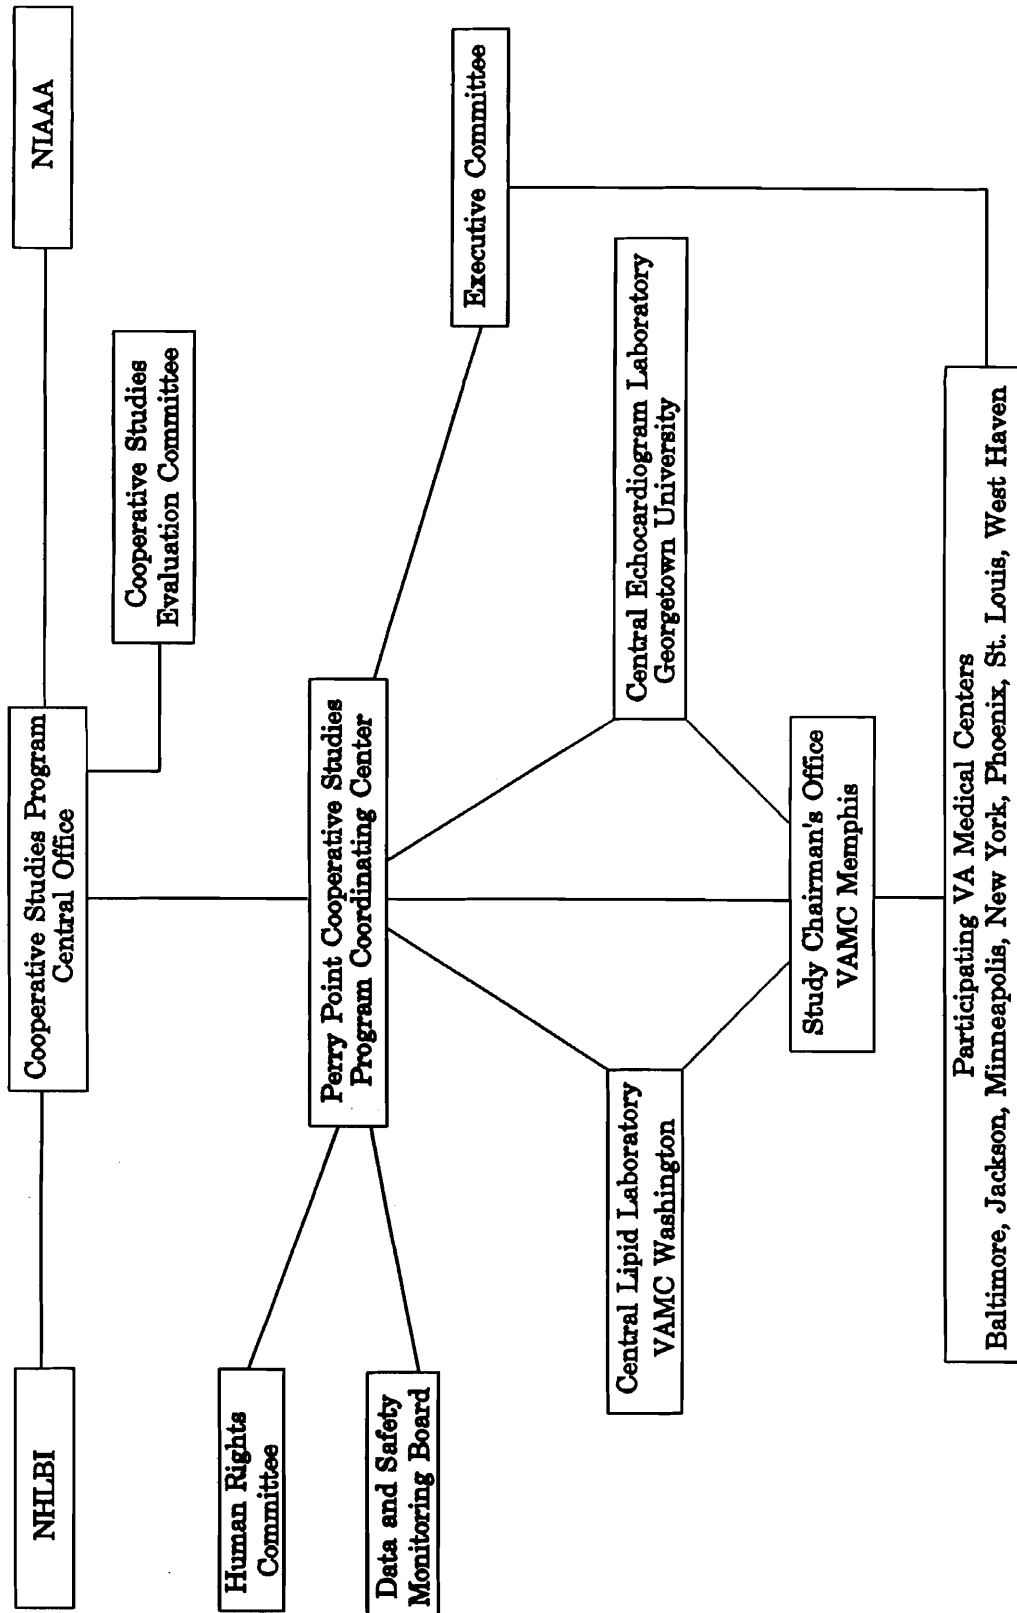 NHLBI
Cooperative Studies Program
Central Office
NIAAA
Cooperative Studies
Evaluation Committee
Human Rights
Committee
Data and Safety
Monitoring Board
Perry Point Cooperative Studies
Program Coordinating Center
Executive Committee
Central Lipid Laboratory
VAMC Washington
Central Echocardiogram Laboratory
Georgetown University
Study Chairman's Office
VAMC Memphis
Participating VA Medical Centers
Baltimore, Jackson, Minneapolis, New York, Phoenix, St. Louis, West Haven